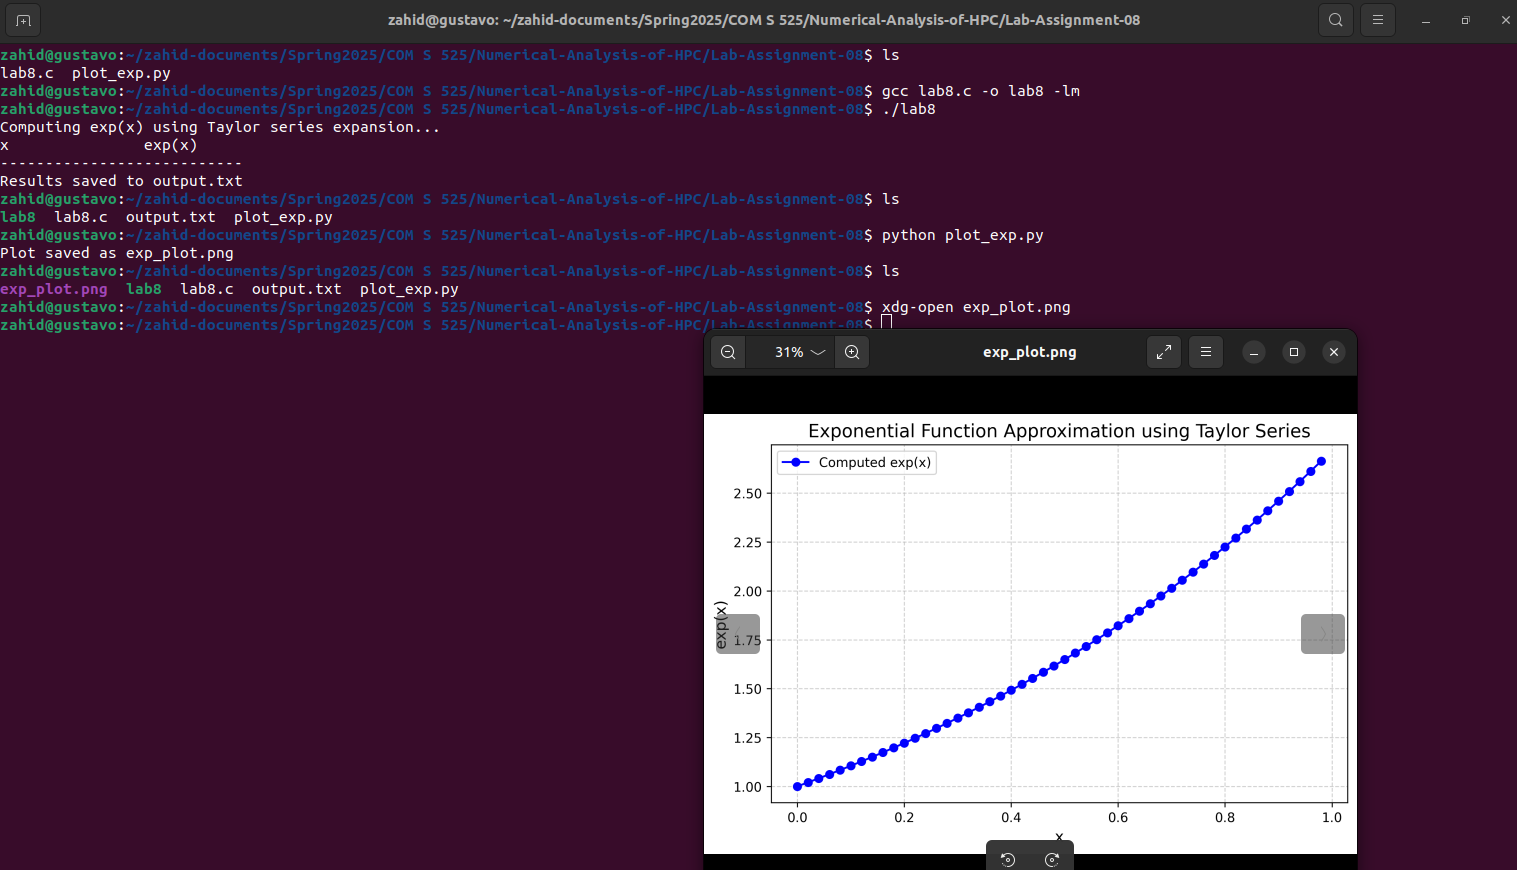 zahid@gustavo: ~/zahid-documents/Spring2025/COM S 525/Numerical-Analysis-of-HPC/Lab-Assignment-08
zahid@gustavo:~/zahid-documents/Spring2025/COM S 525/Numerical-Analysis-of-HPC/Lab-Assignment-08$ ls
lab8.c  plot_exp.py
zahid@gustavo:~/zahid-documents/Spring2025/COM S 525/Numerical-Analysis-of-HPC/Lab-Assignment-08$ gcc lab8.c -o lab8 -lm
zahid@gustavo:~/zahid-documents/Spring2025/COM S 525/Numerical-Analysis-of-HPC/Lab-Assignment-08$ ./lab8
Computing exp(x) using Taylor series expansion...
x               exp(x)
---------------------------
Results saved to output.txt
zahid@gustavo:~/zahid-documents/Spring2025/COM S 525/Numerical-Analysis-of-HPC/Lab-Assignment-08$ ls
lab8  lab8.c  output.txt  plot_exp.py
zahid@gustavo:~/zahid-documents/Spring2025/COM S 525/Numerical-Analysis-of-HPC/Lab-Assignment-08$ python plot_exp.py
Plot saved as exp_plot.png
zahid@gustavo:~/zahid-documents/Spring2025/COM S 525/Numerical-Analysis-of-HPC/Lab-Assignment-08$ ls
exp_plot.png  lab8  lab8.c  output.txt  plot_exp.py
zahid@gustavo:~/zahid-documents/Spring2025/COM S 525/Numerical-Analysis-of-HPC/Lab-Assignment-08$ xdg-open exp_plot.png
zahid@gustavo:~/zahid-documents/Spring2025/COM S 525/Numerical-Analysis-of-HPC/Lab-Assignment-08$
31%
exp_plot.png
Exponential Function Approximation using Taylor Series
Computed exp(x)
2.50
2.25
2.00
exp(x)
1.75
1.50
1.25
1.00
0.0 0.2 0.4 0.6 0.8 1.0
x